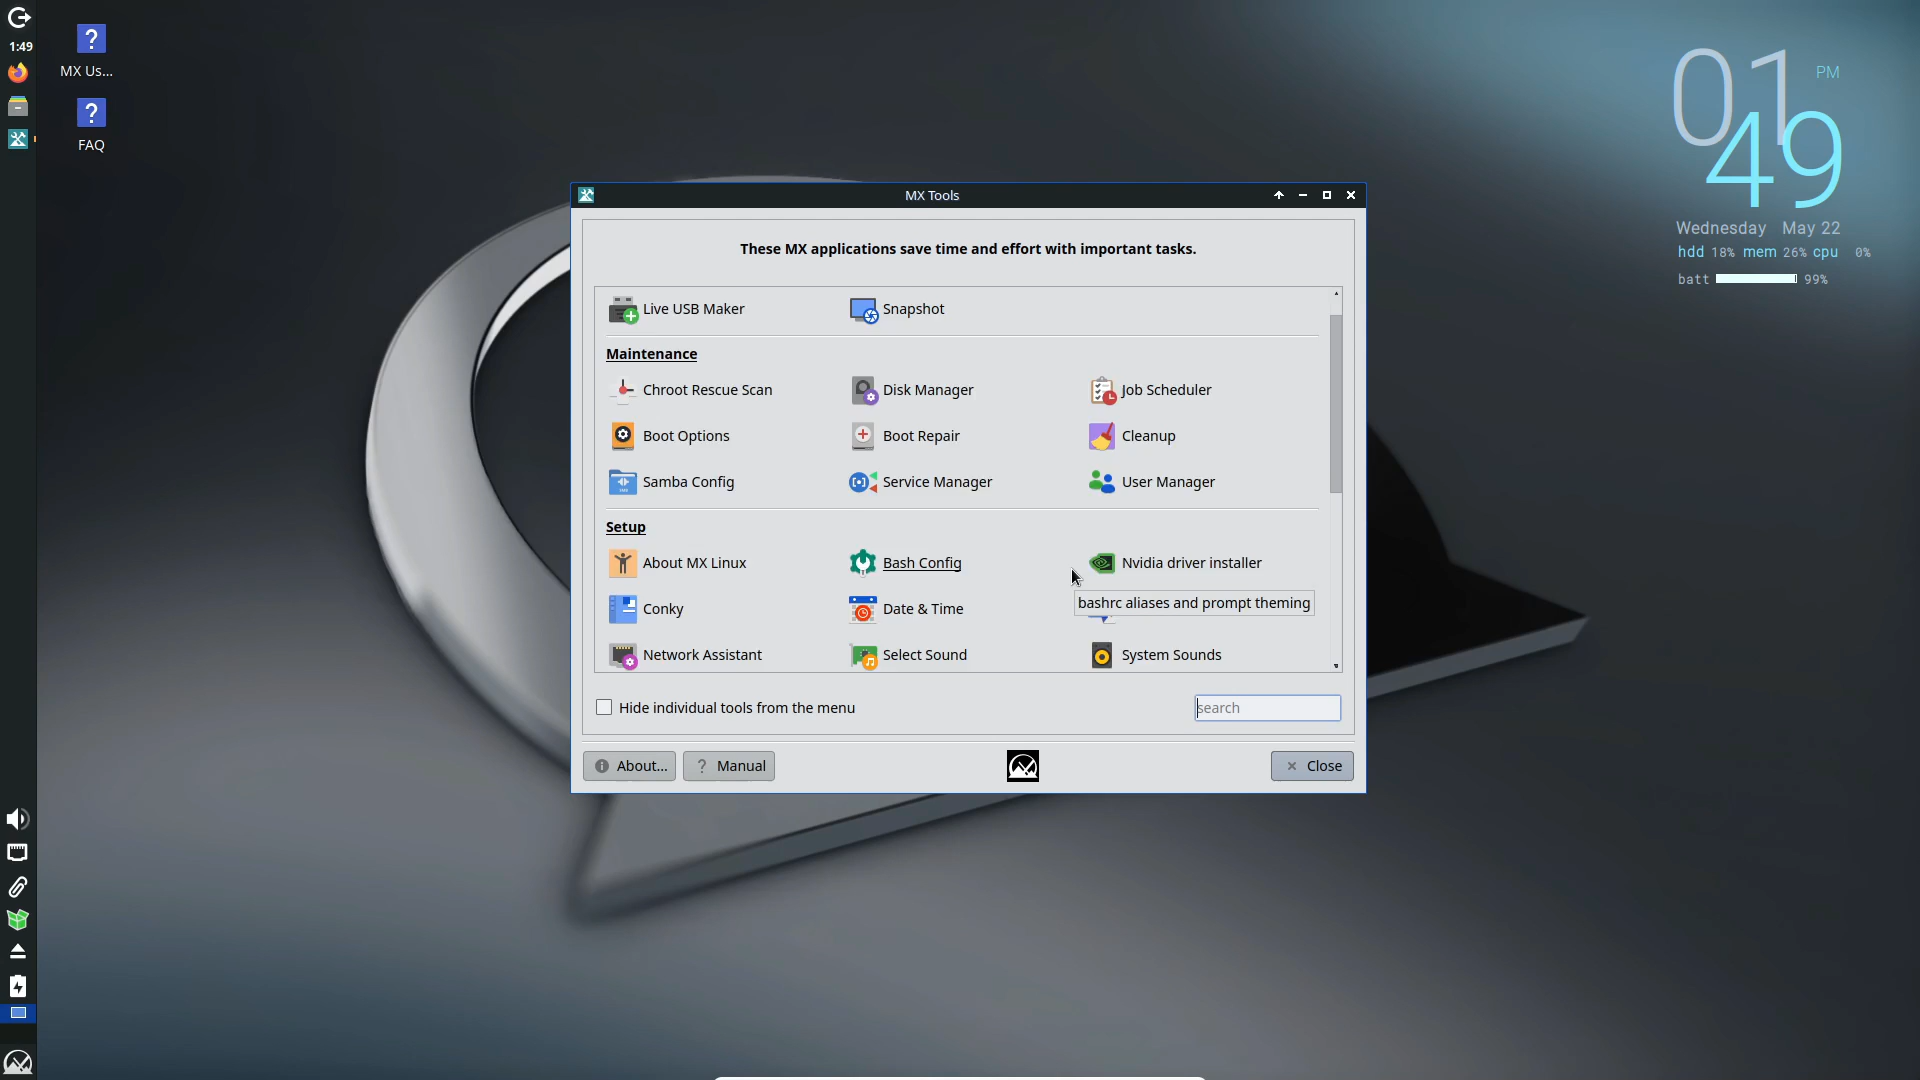 1:49
MX Us...
FAQ
01 PM
49
Wednesday May 22
hdd 18% mem 26% cpu 0%
batt 99%
MX Tools
These MX applications save time and effort with important tasks.
Live USB Maker
Snapshot
Maintenance
Chroot Rescue Scan
Disk Manager
Job Scheduler
Boot Options
Boot Repair
Cleanup
Samba Config
Service Manager
User Manager
Setup
About MX Linux
Bash Config
Nvidia driver installer
bashrc aliases and prompt theming
Conky
Date & Time
Network Assistant
Select Sound
System Sounds
Hide individual tools from the menu
search
About...
? Manual
Close